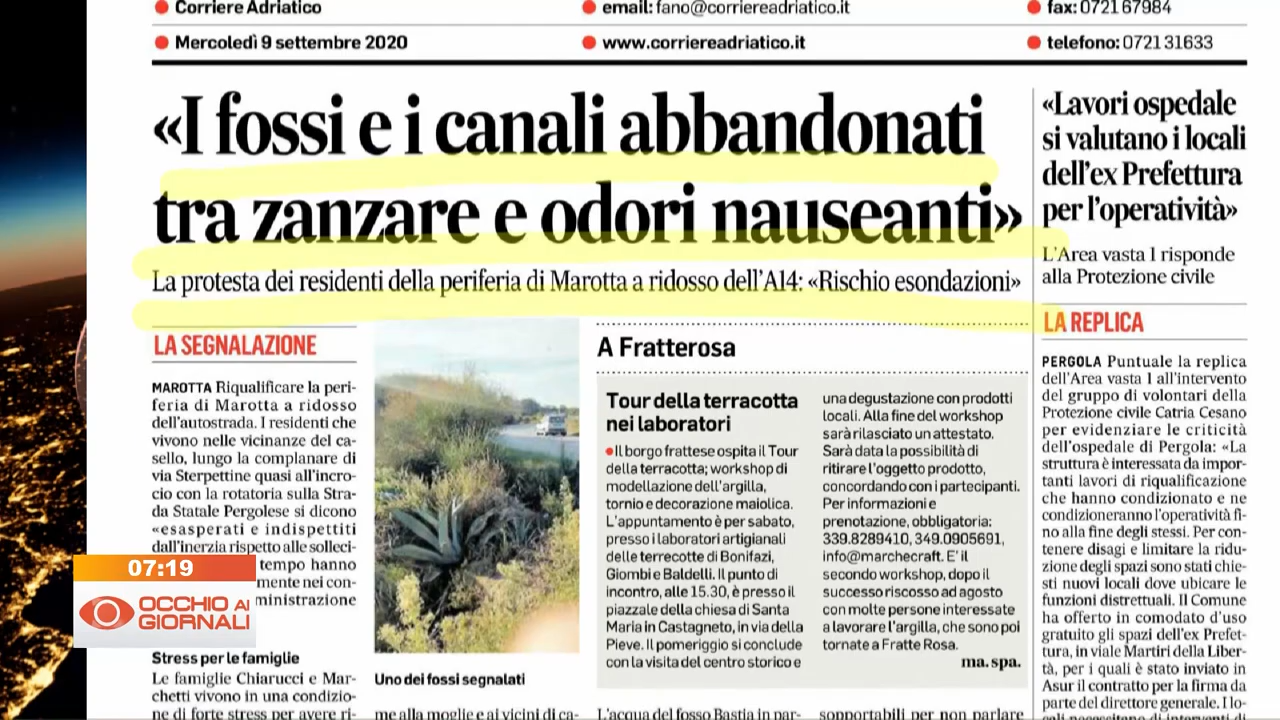 Corriere Adriatico
email: fano@corriereadriatico.it
fax: 0721 67984
Mercoledì 9 settembre 2020
www.corriereadriatico.it
telefono: 0721 31633
«I fossi e i canali abbandonati
tra zanzare e odori nauseanti»
La protesta dei residenti della periferia di Marotta a ridosso dell'A14: «Rischio esondazioni»
LA SEGNALAZIONE
MAROTTA Riqualificare la peri-
feria di Marotta a ridosso
dell'autostrada. I residenti che
vivono nelle vicinanze del ca-
sello, lungo la complanare di
via Sterpettine quasi all'incro-
cio con la rotatoria sulla Stra-
da Statale Pergolese si dicono
«esasperati e indispettiti
dall'inerzia rispetto alle solleci-
tempo hanno
mente nei con-
ministrazione
Stress per le famiglie
Le famiglie Chiarucci e Mar-
chetti vivono in una condizio-
ne di forte stress per avere ri-
Uno dei fossi segnalati
me alla moglie e ai vicini di ca-
A Fratterosa
Tour della terracotta
nei laboratori
Il borgo frattese ospita il Tour
della terracotta; workshop di
modellazione dell'argilla,
tornio e decorazione maiolica.
L'appuntamento è per sabato,
presso i laboratori artigianali
delle terrecotte di Bonifazi,
Giombi e Baldelli. Il punto di
incontro, alle 15.30, è presso il
piazzale della chiesa di Santa
Maria in Castagneto, in via della
Pieve. Il pomeriggio si conclude
con la visita del centro storico e
una degustazione con prodotti
locali. Alla fine del workshop
sarà rilasciato un attestato.
Sarà data la possibilità di
ritirare l'oggetto prodotto,
concordando con i partecipanti.
Per informazioni e
prenotazione, obbligatoria:
339.8289410, 349.0905691,
info@marchecraft. E' il
secondo workshop, dopo il
successo riscosso ad agosto
con molte persone interessate
a lavorare l'argilla, che sono poi
tornate a Fratte Rosa.
ma. spa.
L'acqua del fosso Bastia in par-
sopportabili per non parlare
«Lavori ospedale
si valutano i locali
dell'ex Prefettura
per l'operatività»
L'Area vasta 1 risponde
alla Protezione civile
LA REPLICA
PERGOLA Puntuale la replica
dell'Area vasta 1 all'intervento
del gruppo di volontari della
Protezione civile Catria Cesano
per evidenziare le criticità
dell'ospedale di Pergola: «La
struttura è interessata da impor-
tanti lavori di riqualificazione
che hanno condizionato e ne
condizioneranno l'operatività fi-
no alla fine degli stessi. Per con-
tenere disagi e limitare la ridu-
zione degli spazi sono stati chie-
sti nuovi locali dove ubicare le
funzioni distrettuali. Il Comune
ha offerto in comodato d'uso
gratuito gli spazi dell'ex Prefet-
tura, in viale Martiri della Liber-
tà, per i quali è stato inviato in
Asur il contratto per la firma da
parte del direttore generale. I lo-
07:19
OCCHIO AI
GIORNALI